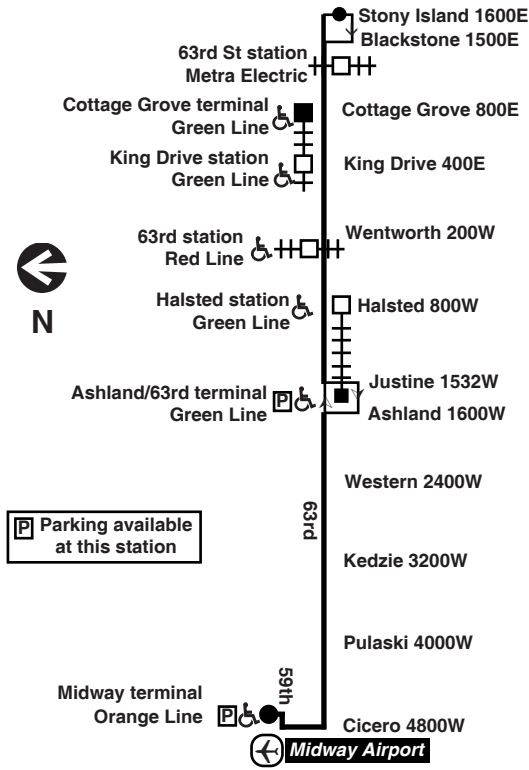 Stony Island 1600E
Blackstone 1500E
63rd St station
Metra Electric
Cottage Grove terminal
Green Line
Cottage Grove 800E
King Drive station
Green Line
King Drive 400E
Wentworth 200W
63rd station
Red Line
N
Halsted station
Green Line
Halsted 800W
Justine 1532W
Ashland/63rd terminal
Green Line
P
Ashland 1600W
Western 2400W
63rd
P Parking available
at this station
Kedzie 3200W
Pulaski 4000W
59th
Midway terminal
Orange Line
P
Cicero 4800W
Midway Airport